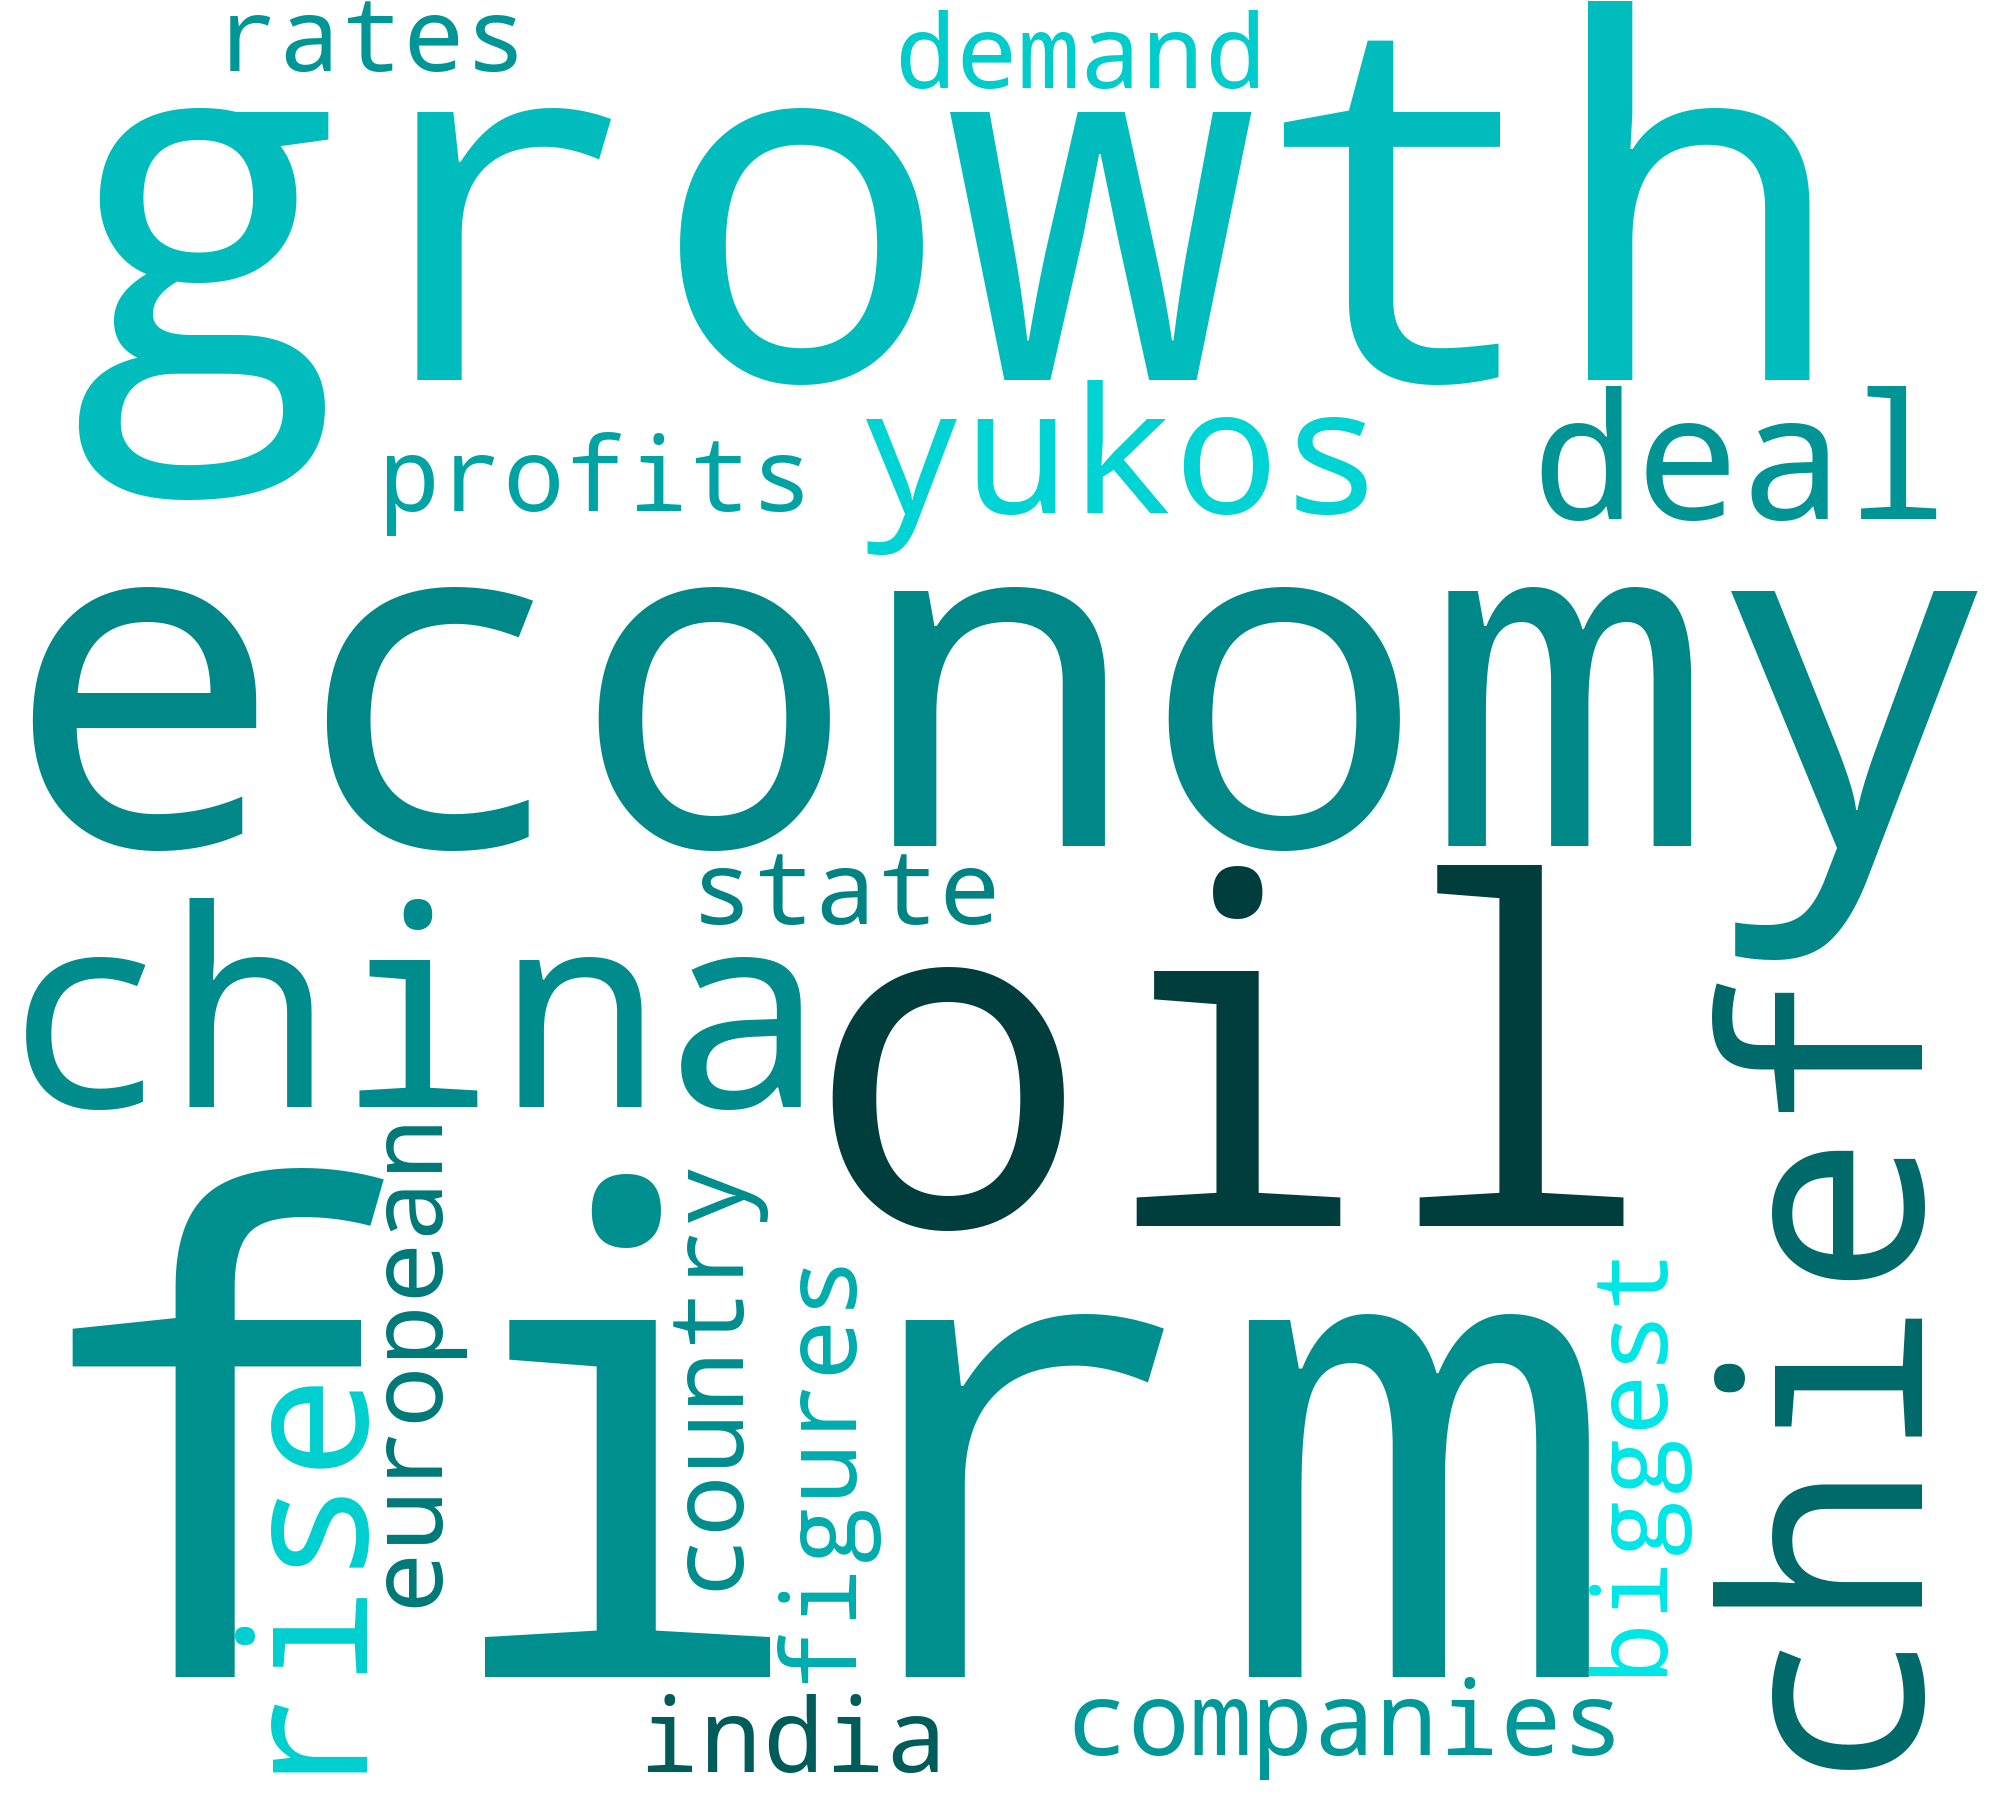 rates
demand
growth
profits
yukos
deal
economy
state
china
oil
chief
firm
european
country
figures
biggest
rise
india
companies